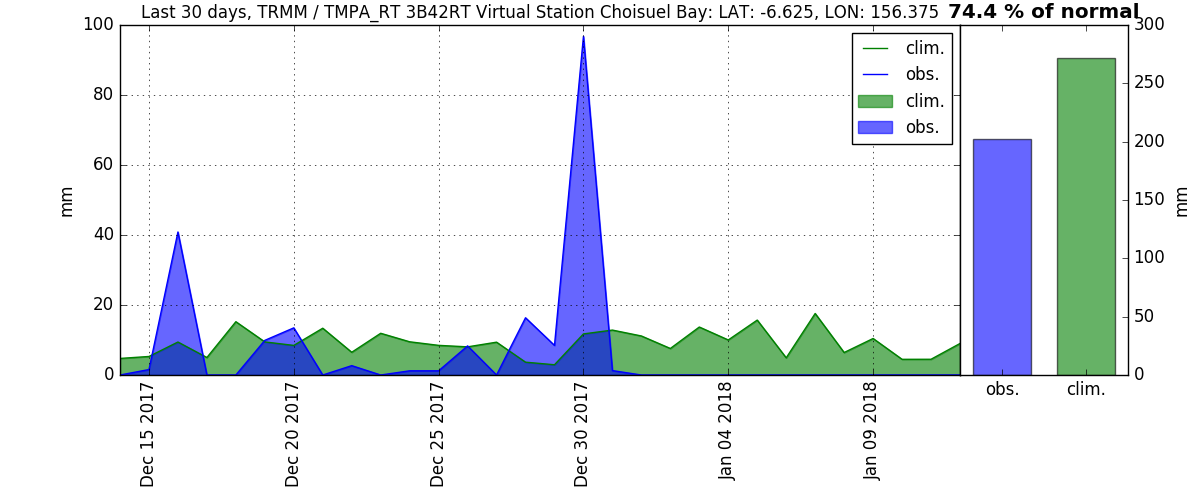 Last 30 days, TRMM / TMPA_RT 3B42RT Virtual Station Choisuel Bay: LAT: -6.625, LON: 156.375
74.4 % of normal
100
80
60
40
20
0
mm
clim.
obs.
clim.
obs.
Dec 15 2017
Dec 20 2017
Dec 25 2017
Dec 30 2017
Jan 04 2018
Jan 09 2018
300
250
200
150
100
50
0
mm
obs.
clim.